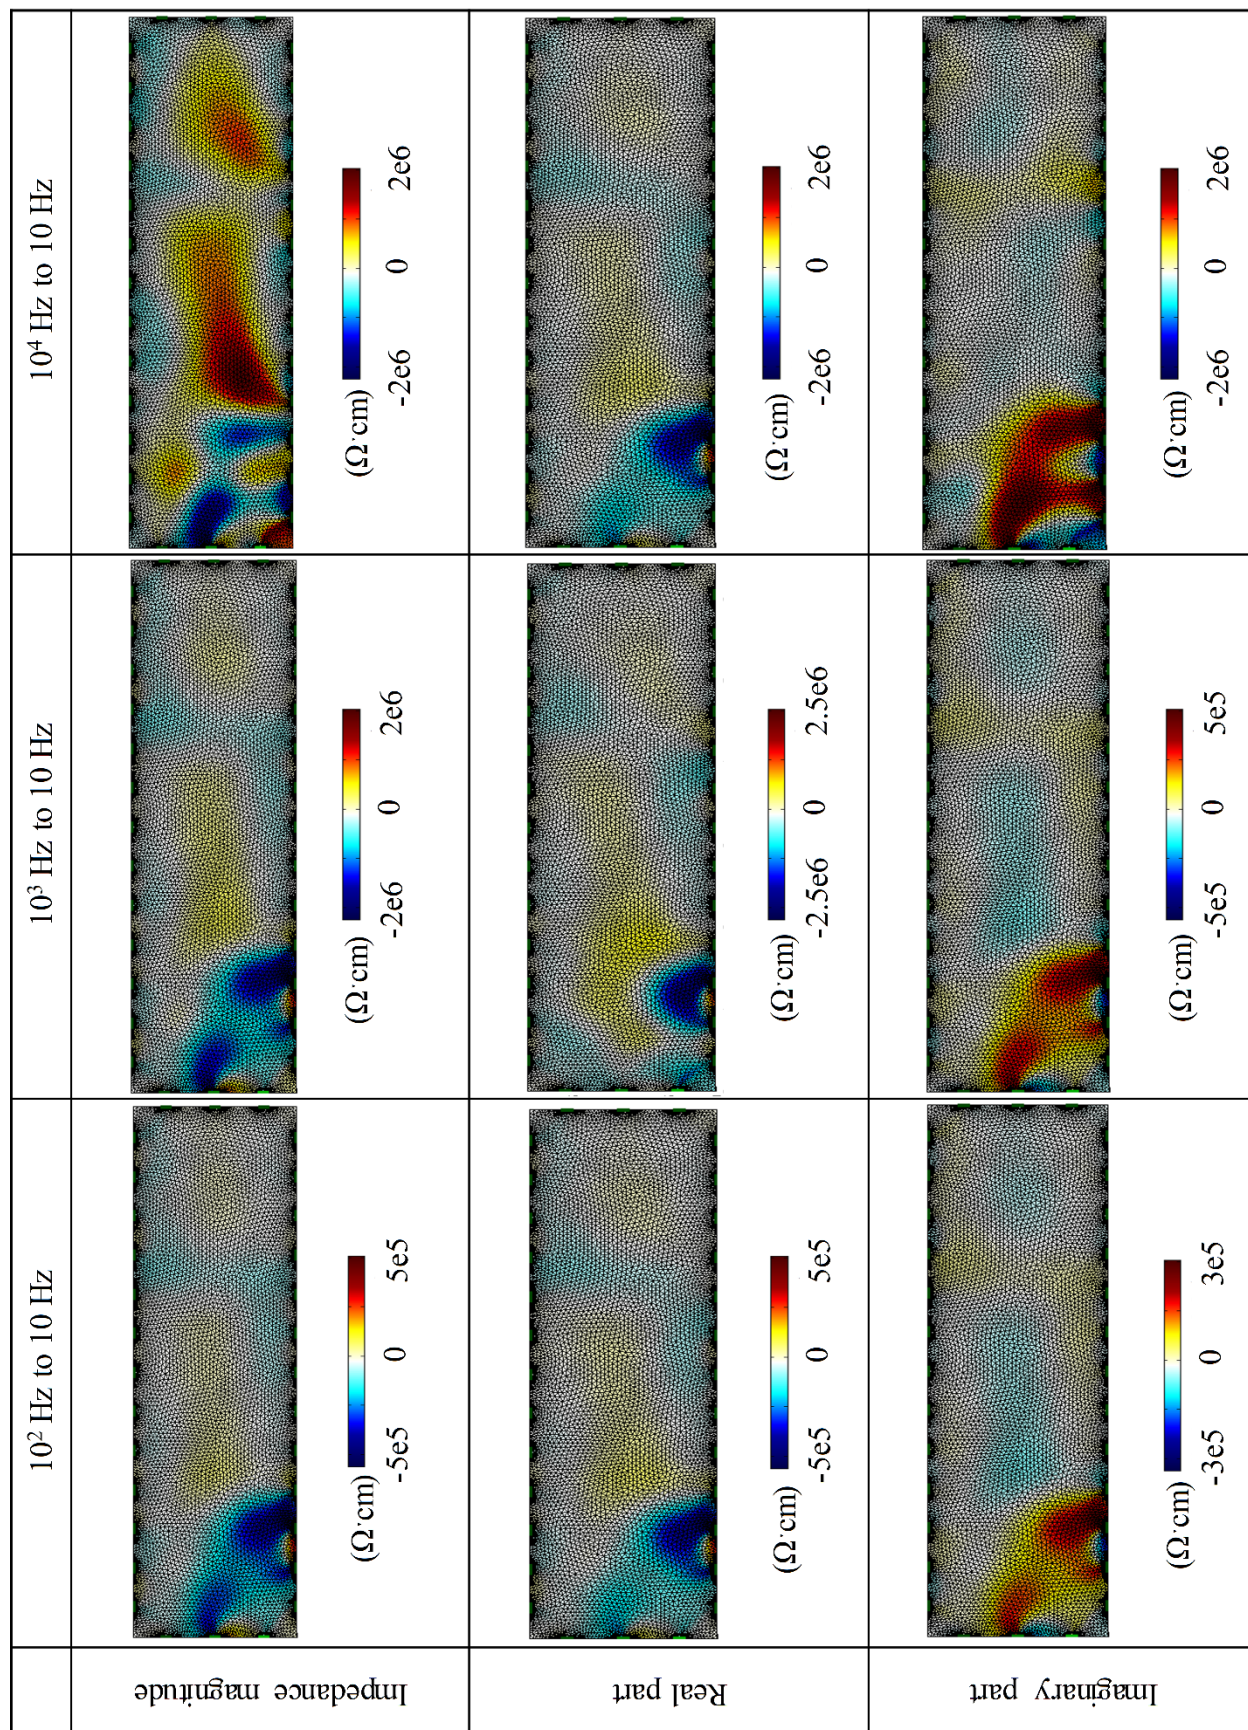 10² Hz to 10 Hz
10³ Hz to 10 Hz
10⁴ Hz to 10 Hz
Impedance magnitude
(Ω·cm)
-5e5 0 5e5
(Ω·cm)
-2e6 0 2e6
(Ω·cm)
-2e6 0 2e6
Real part
(Ω·cm)
-5e5 0 5e5
(Ω·cm)
-2.5e6 0 2.5e6
(Ω·cm)
-2e6 0 2e6
Imaginary part
(Ω·cm)
-3e5 0 3e5
(Ω·cm)
-5e5 0 5e5
(Ω·cm)
-2e6 0 2e6